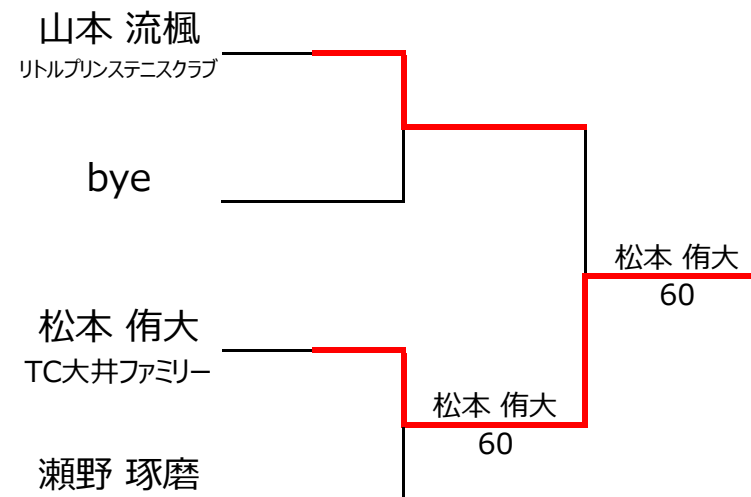 山本 流楓
リトルプリンステニスクラブ
bye
松本 侑大
60
松本 侑大
TC大井ファミリー
松本 侑大
60
瀬野 琢磨